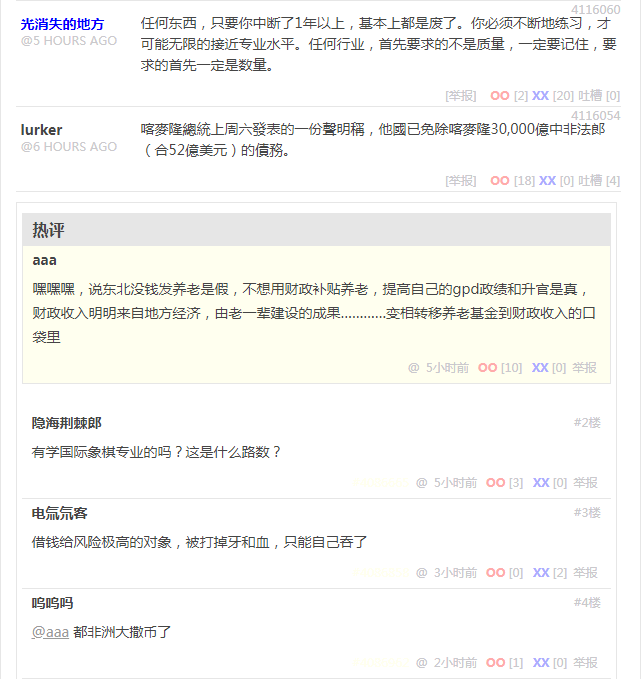 4116060
光消失的地方
@5 HOURS AGO
任何东西，只要你中断了1年以上，基本上都是废了。你必须不断地练习，才
可能无限的接近专业水平。任何行业，首先要求的不是质量，一定要记住，要
求的首先一定是数量。
[举报] OO [2] XX [20] 吐槽 [0]
4116054
lurker
@6 HOURS AGO
喀麥隆總統上周六發表的一份聲明稱，他國已免除喀麥隆30,000億中非法郎
（合52億美元）的債務。
[举报] OO [18] XX [0] 吐槽 [4]
热评
aaa
嘿嘿嘿，说东北没钱发养老是假，不想用财政补贴养老，提高自己的gpd政绩和升官是真，
财政收入明明来自地方经济，由老一辈建设的成果…………变相转移养老基金到财政收入的口
袋里
@ 5小时前 OO [10] XX [0] 举报
隐海荆棘郎 #2楼
有学国际象棋专业的吗？这是什么路数？
@ 5小时前 OO [3] XX [0] 举报
电氚氘客 #3楼
借钱给风险极高的对象，被打掉牙和血，只能自己吞了
@ 3小时前 OO [0] XX [2] 举报
呜呜吗 #4楼
@aaa 都非洲大撒币了
@ 2小时前 OO [1] XX [0] 举报